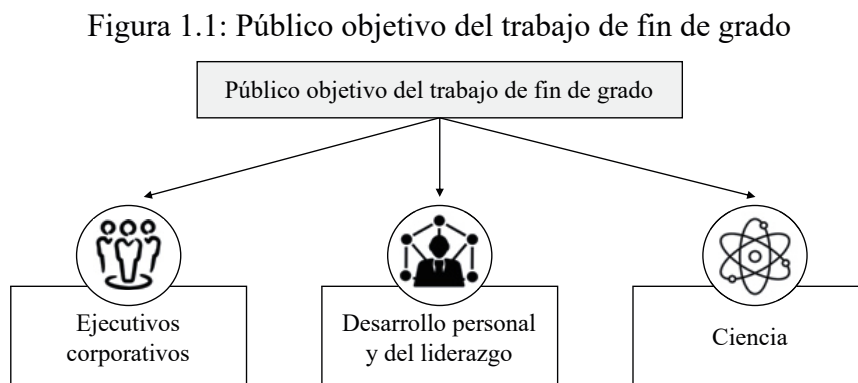 Figura 1.1: Público objetivo del trabajo de fin de grado
Público objetivo del trabajo de fin de grado
Ejecutivos
corporativos
Desarrollo personal
y del liderazgo
Ciencia